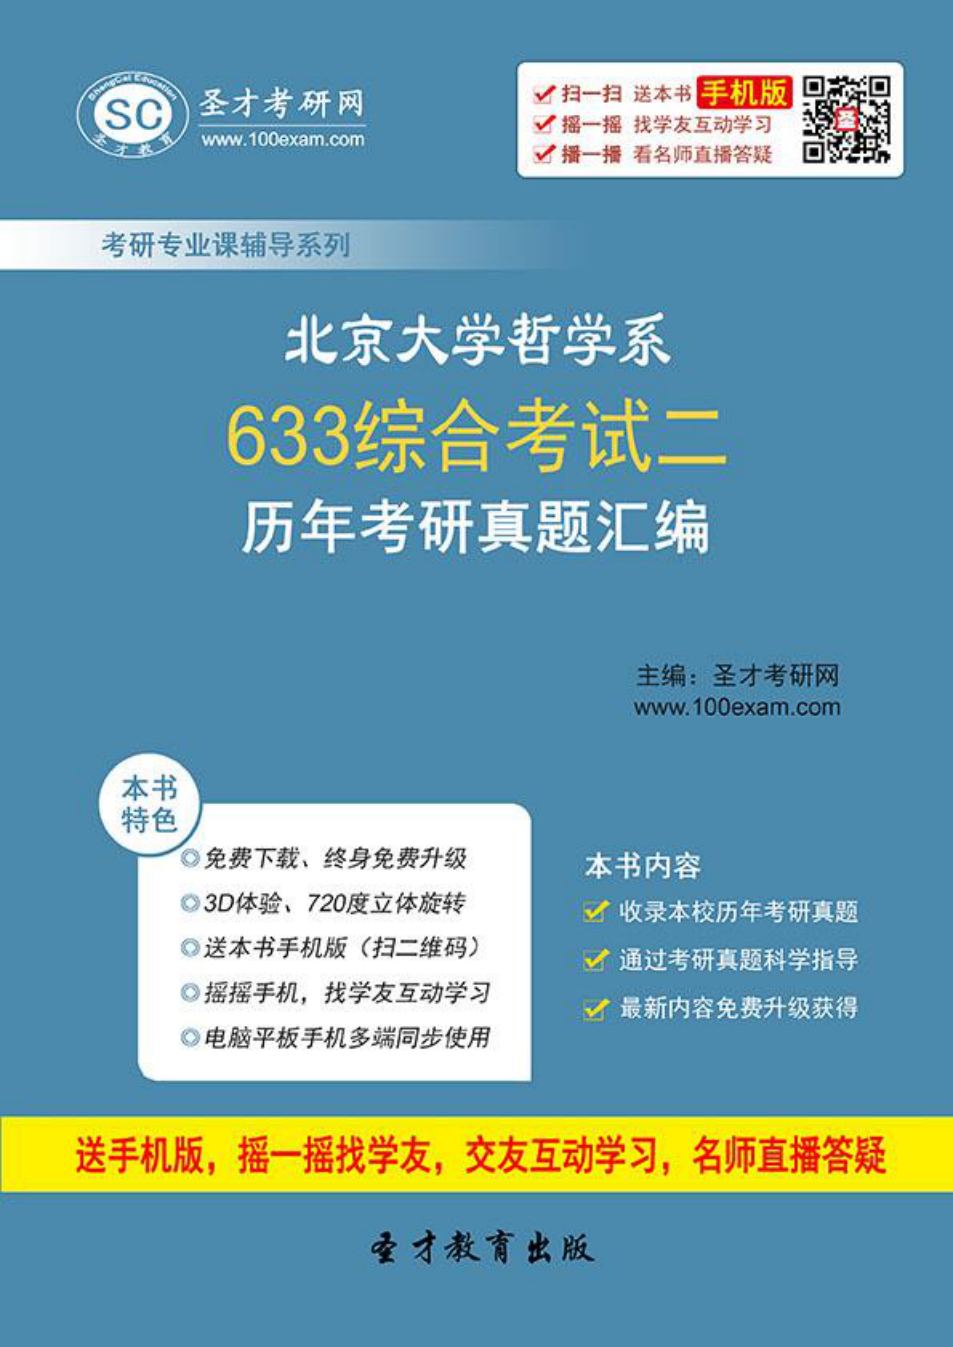 ShengCai Education
SC
圣才教育
圣才考研网
www.100exam.com
扫一扫 送本书 手机版
摇一摇 找学友互动学习
播一播 看名师直播答疑
圣
考研专业课辅导系列
北京大学哲学系
633综合考试二
历年考研真题汇编
主编：圣才考研网
www.100exam.com
本书
特色
免费下载、终身免费升级
3D体验、720度立体旋转
送本书手机版（扫二维码）
摇摇手机，找学友互动学习
电脑平板手机多端同步使用
本书内容
收录本校历年考研真题
通过考研真题科学指导
最新内容免费升级获得
送手机版，摇一摇找学友，交友互动学习，名师直播答疑
圣才教育出版